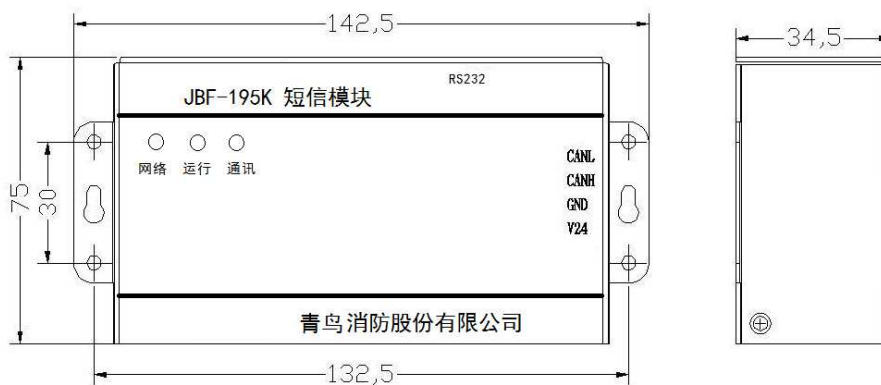 142,5
34,5
RS232
JBF-195K 短信模块
网络 运行 通讯
CANL
CANH
GND
V24
75
30
青鸟消防股份有限公司
132,5